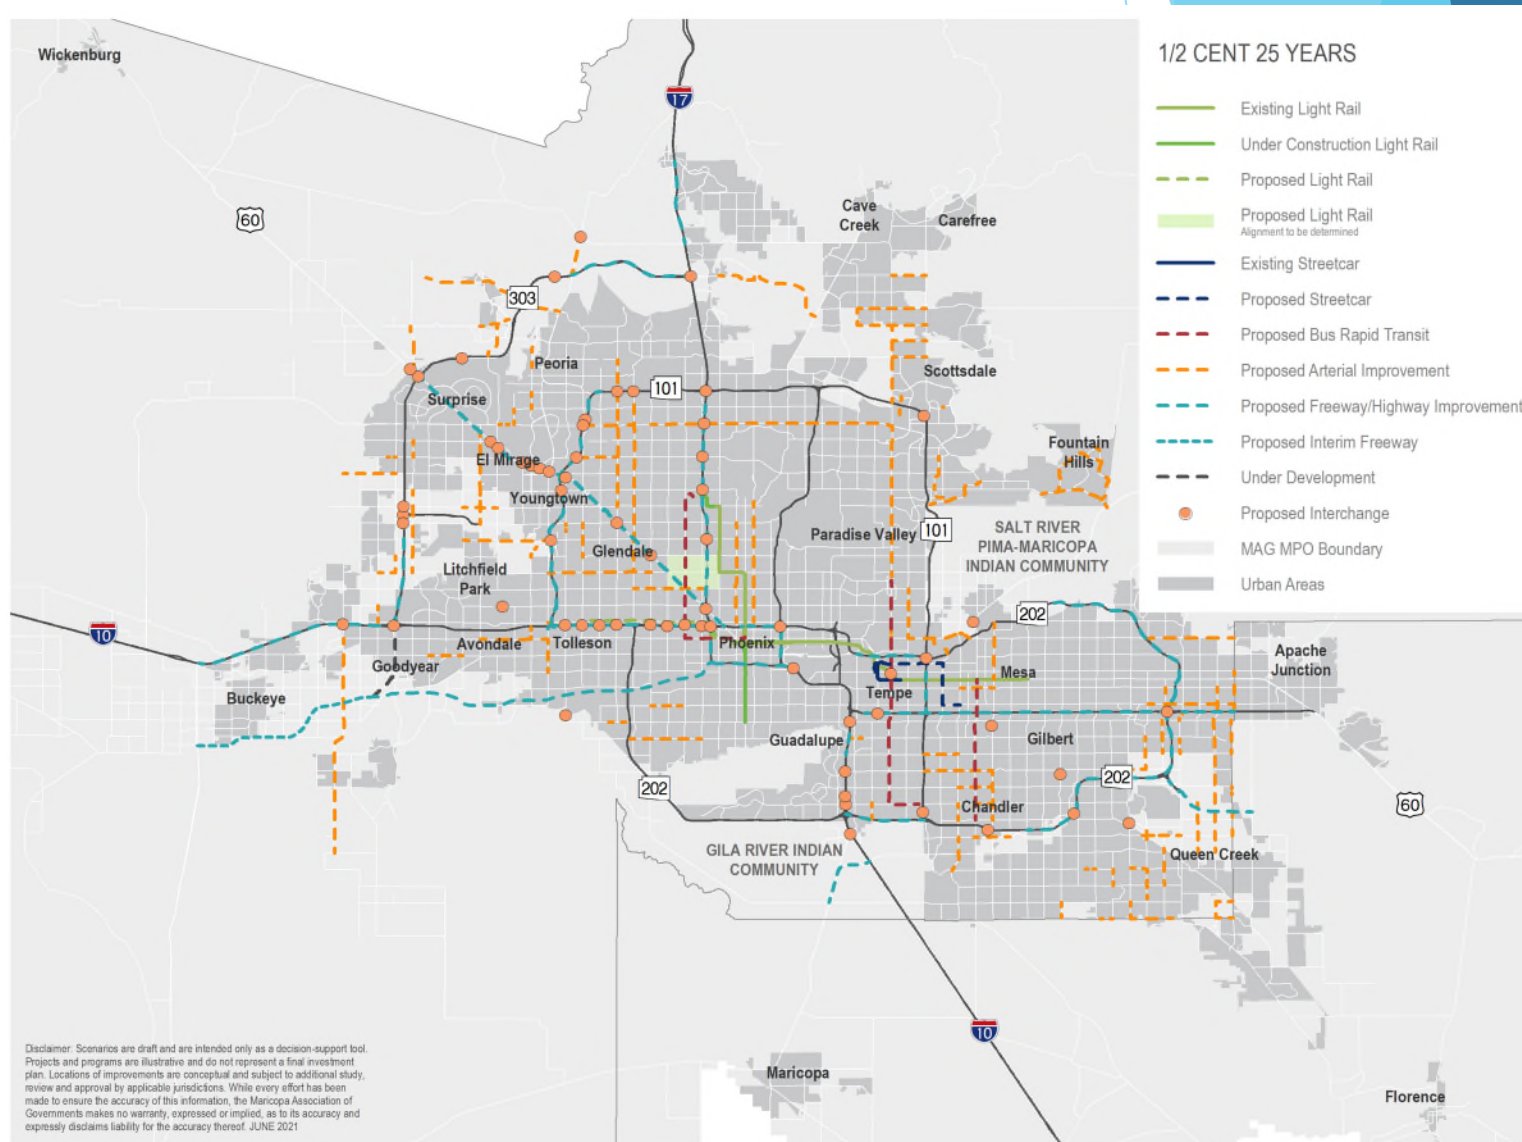 1/2 CENT 25 YEARS
Existing Light Rail
Under Construction Light Rail
Proposed Light Rail
Proposed Light Rail
Alignment to be determined
Existing Streetcar
Proposed Streetcar
Proposed Bus Rapid Transit
Proposed Arterial Improvement
Proposed Freeway/Highway Improvement
Proposed Interim Freeway
Under Development
Proposed Interchange
MAG MPO Boundary
Urban Areas
Wickenburg
17
60
Cave
Creek
Carefree
303
Peoria
101
Scottsdale
Surprise
Fountain
Hills
El Mirage
Youngtown
Paradise Valley
101
SALT RIVER
PIMA-MARICOPA
INDIAN COMMUNITY
Glendale
Litchfield
Park
202
10
Avondale
Tolleson
Phoenix
Goodyear
Mesa
Apache
Junction
Buckeye
Tempe
Guadalupe
Gilbert
202
202
60
Chandler
GILA RIVER INDIAN
COMMUNITY
Queen Creek
10
Maricopa
Florence
Disclaimer: Scenarios are draft and are intended only as a decision-support tool.
Projects and programs are illustrative and do not represent a final investment
plan. Locations of improvements are conceptual and subject to additional study,
review and approval by applicable jurisdictions. While every effort has been
made to ensure the accuracy of this information, the Maricopa Association of
Governments makes no warranty, expressed or implied, as to its accuracy and
expressly disclaims liability for the accuracy thereof. JUNE 2021